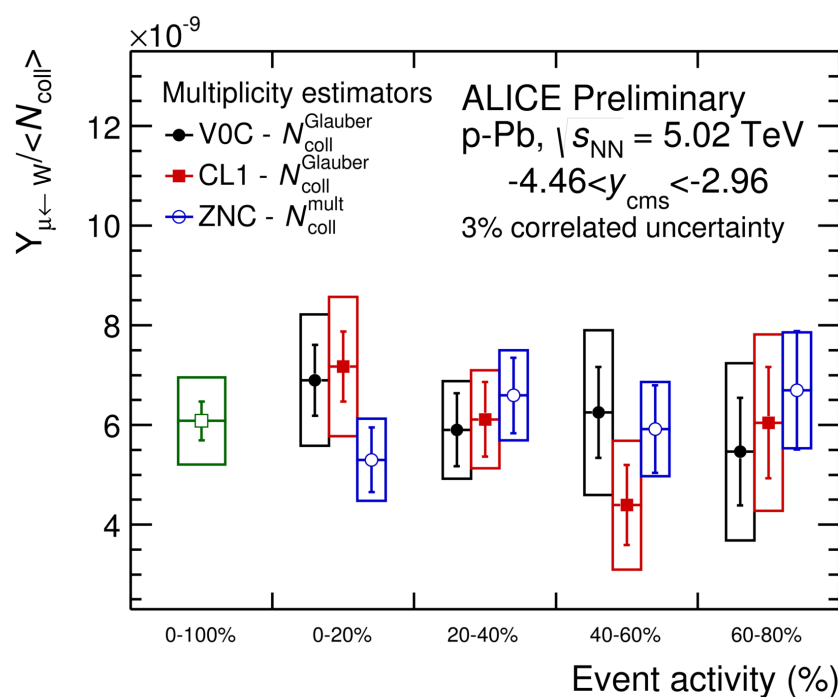 ×10⁻⁹
Y_μ← w/<N_coll>
Multiplicity estimators
V0C - N_coll^Glauber
CL1 - N_coll^Glauber
ZNC - N_coll^mult
ALICE Preliminary
p-Pb, √s_NN = 5.02 TeV
-4.46<y_cms<-2.96
3% correlated uncertainty
12
10
8
6
4
0-100% 0-20% 20-40% 40-60% 60-80%
Event activity (%)